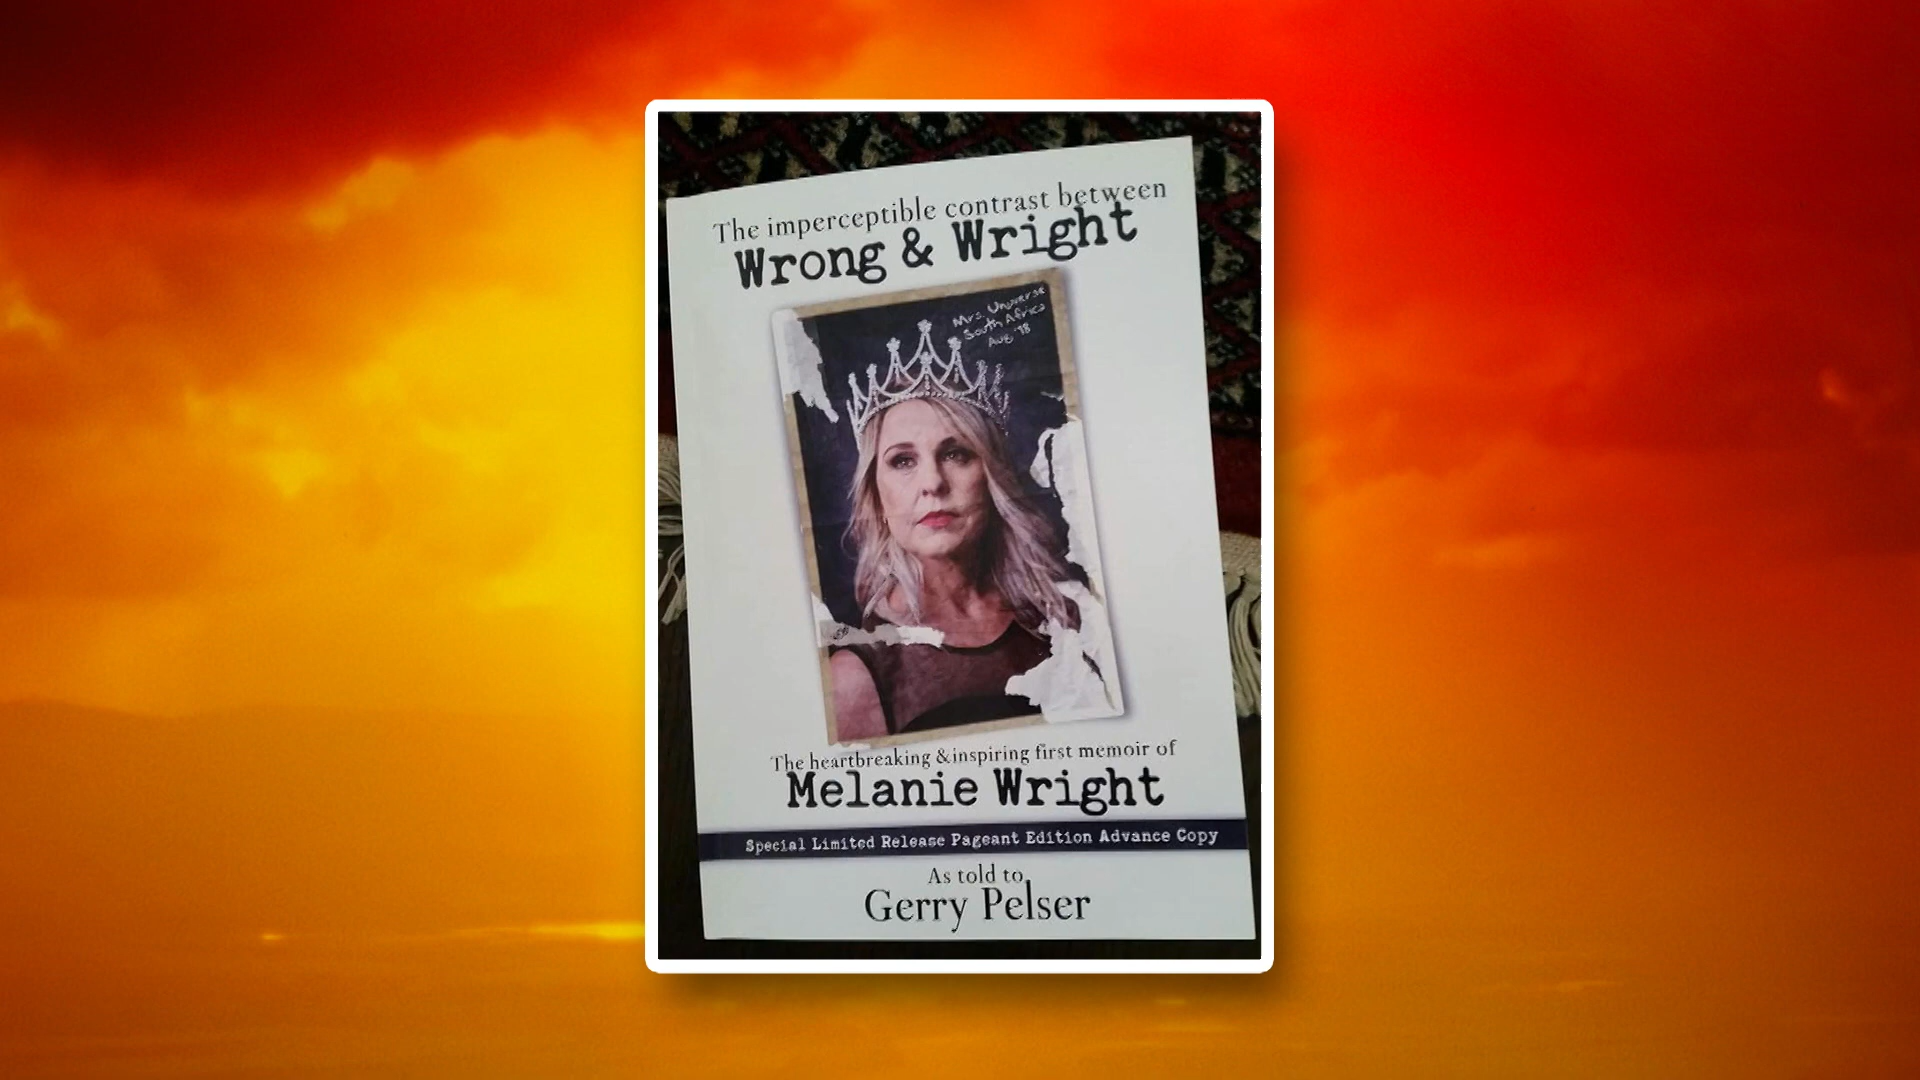 The imperceptible contrast between
Wrong & Wright
Mrs. Universe
South Africa
Aug '18
The heartbreaking & inspiring first memoir of
Melanie Wright
Special Limited Release Pageant Edition Advance Copy
As told to
Gerry Pelser